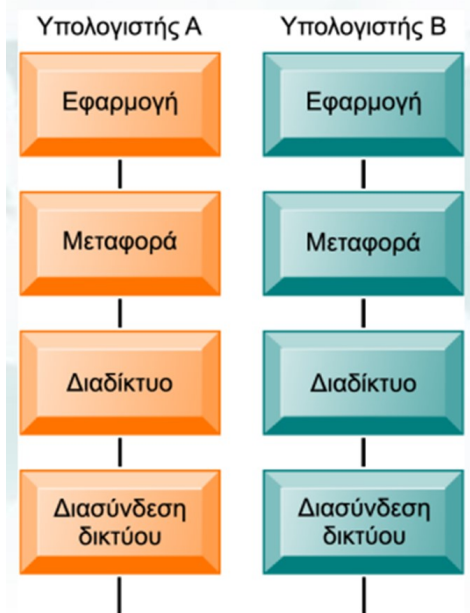 Υπολογιστής Α
Υπολογιστής Β
Εφαρμογή
Εφαρμογή
Μεταφορά
Μεταφορά
Διαδίκτυο
Διαδίκτυο
Διασύνδεση
δικτύου
Διασύνδεση
δικτύου